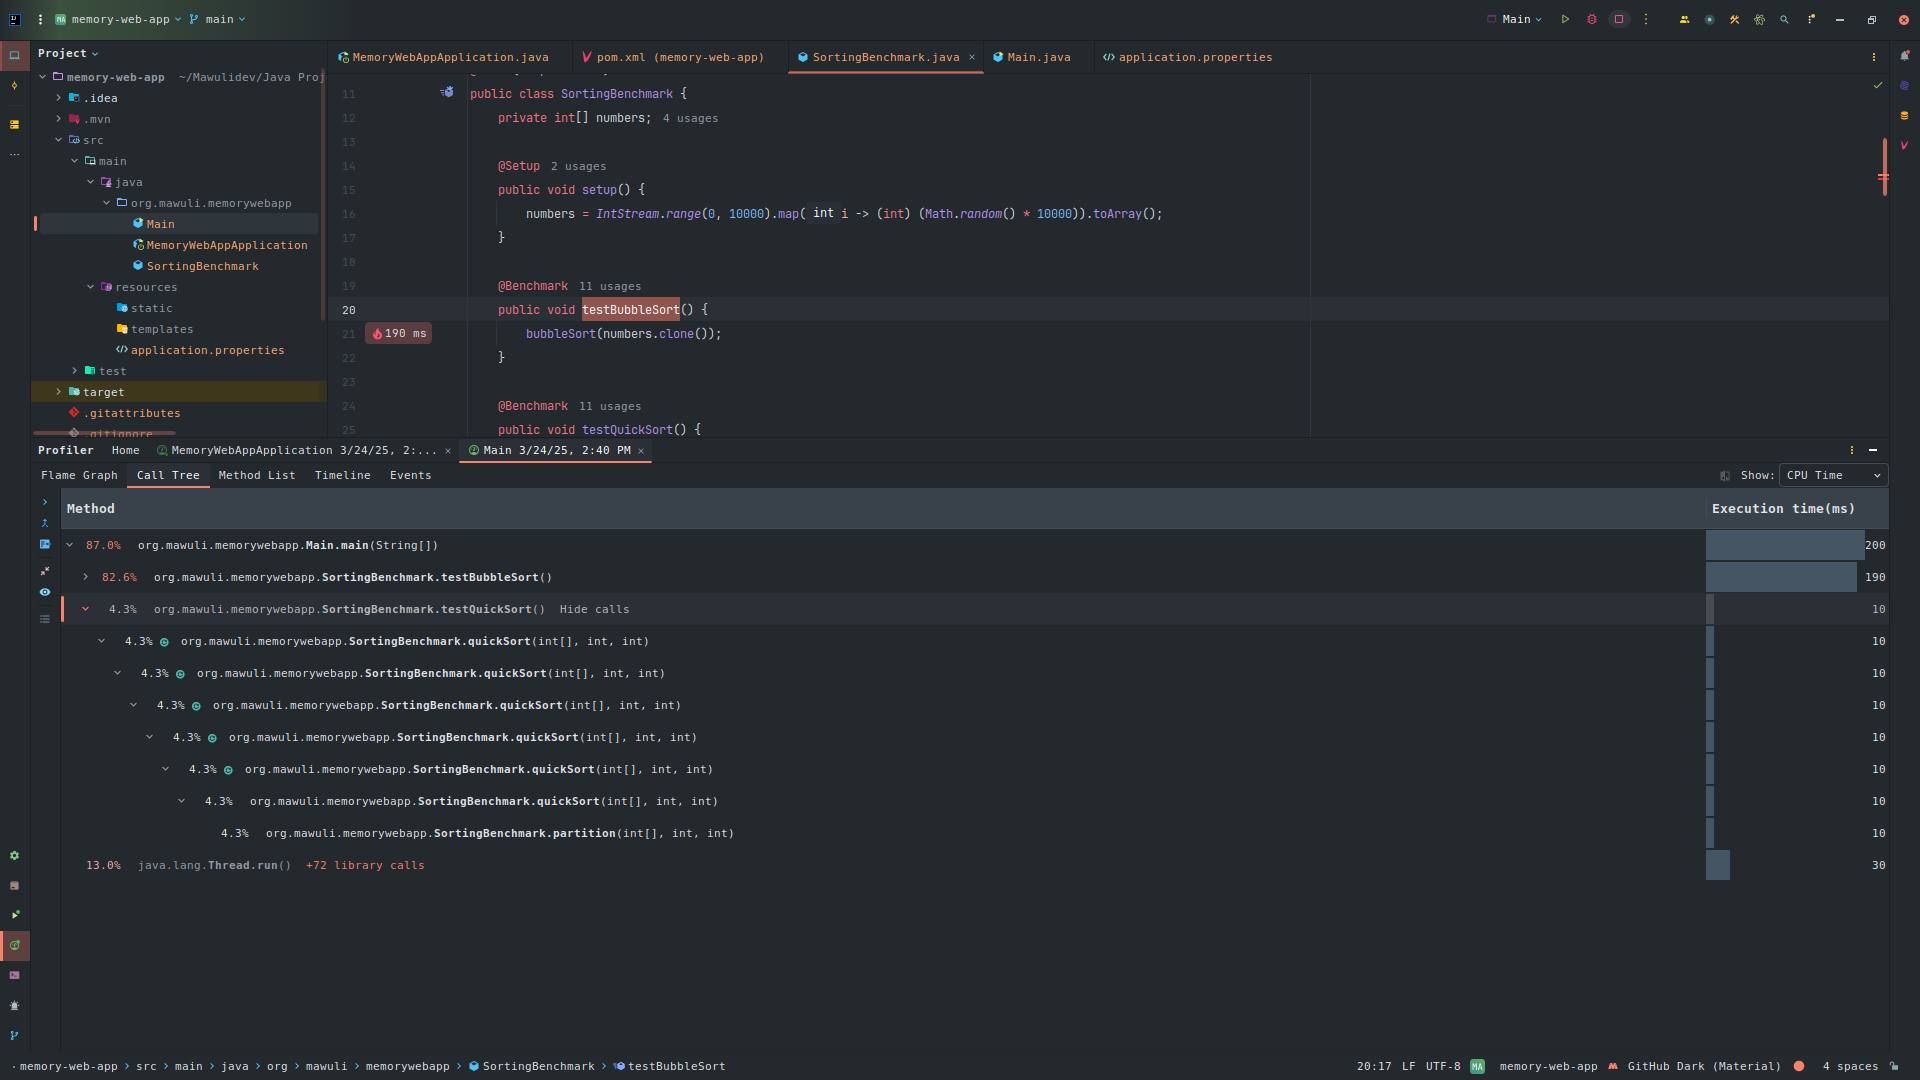 MA memory-web-app main
Main
Project
MemoryWebAppApplication.java
pom.xml (memory-web-app)
SortingBenchmark.java
Main.java
application.properties
memory-web-app ~/Mawulidev/Java Proj
.idea
.mvn
src
main
java
org.mawuli.memorywebapp
Main
MemoryWebAppApplication
SortingBenchmark
resources
static
templates
application.properties
test
target
.gitattributes
.gitignore
11 public class SortingBenchmark {
12 private int[] numbers; 4 usages
13
14 @Setup 2 usages
15 public void setup() {
16 numbers = IntStream.range(0, 10000).map( int i -> (int) (Math.random() * 10000)).toArray();
17 }
18
19 @Benchmark 11 usages
20 public void testBubbleSort() {
21 190 ms bubbleSort(numbers.clone());
22 }
23
24 @Benchmark 11 usages
25 public void testQuickSort() {
Profiler Home MemoryWebAppApplication 3/24/25, 2:... × Main 3/24/25, 2:40 PM ×
Flame Graph Call Tree Method List Timeline Events Show: CPU Time
Method Execution time(ms)
87.0% org.mawuli.memorywebapp.Main.main(String[]) 200
82.6% org.mawuli.memorywebapp.SortingBenchmark.testBubbleSort() 190
4.3% org.mawuli.memorywebapp.SortingBenchmark.testQuickSort() Hide calls 10
4.3% org.mawuli.memorywebapp.SortingBenchmark.quickSort(int[], int, int) 10
4.3% org.mawuli.memorywebapp.SortingBenchmark.quickSort(int[], int, int) 10
4.3% org.mawuli.memorywebapp.SortingBenchmark.quickSort(int[], int, int) 10
4.3% org.mawuli.memorywebapp.SortingBenchmark.quickSort(int[], int, int) 10
4.3% org.mawuli.memorywebapp.SortingBenchmark.quickSort(int[], int, int) 10
4.3% org.mawuli.memorywebapp.SortingBenchmark.quickSort(int[], int, int) 10
4.3% org.mawuli.memorywebapp.SortingBenchmark.partition(int[], int, int) 10
13.0% java.lang.Thread.run() +72 library calls 30
memory-web-app > src > main > java > org > mawuli > memorywebapp > SortingBenchmark > testBubbleSort
20:17 LF UTF-8 MA memory-web-app GitHub Dark (Material) 4 spaces